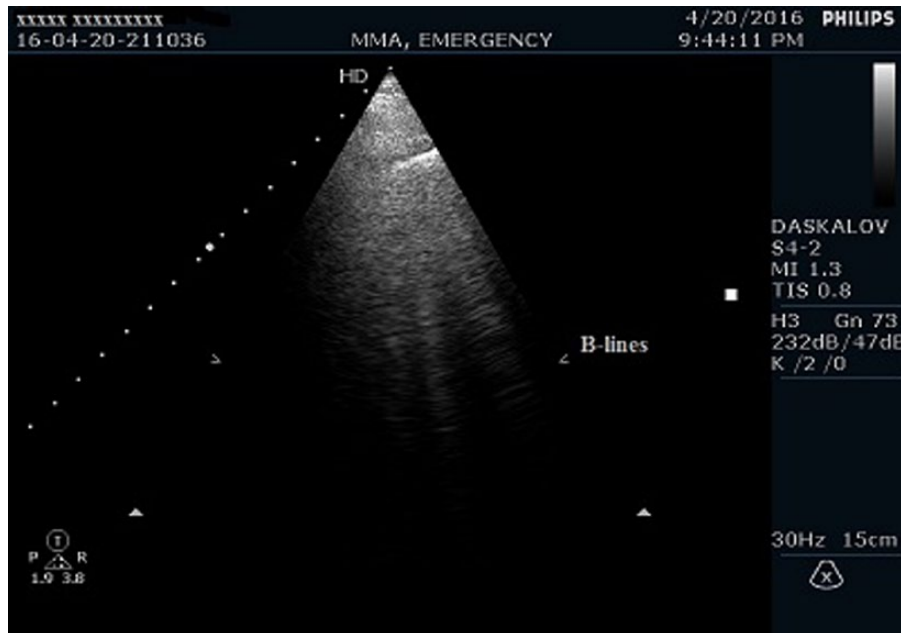 xxxxx xxxxxxxxx
4/20/2016 PHILIPS
16-04-20-211036
MMA, EMERGENCY
9:44:11 PM
HD
DASKALOV
S4-2
MI 1.3
TIS 0.8
H3 Gn 73
232dB/47dB
K /2 /0
B-lines
T
P R
1.9 3.8
30Hz 15cm
X